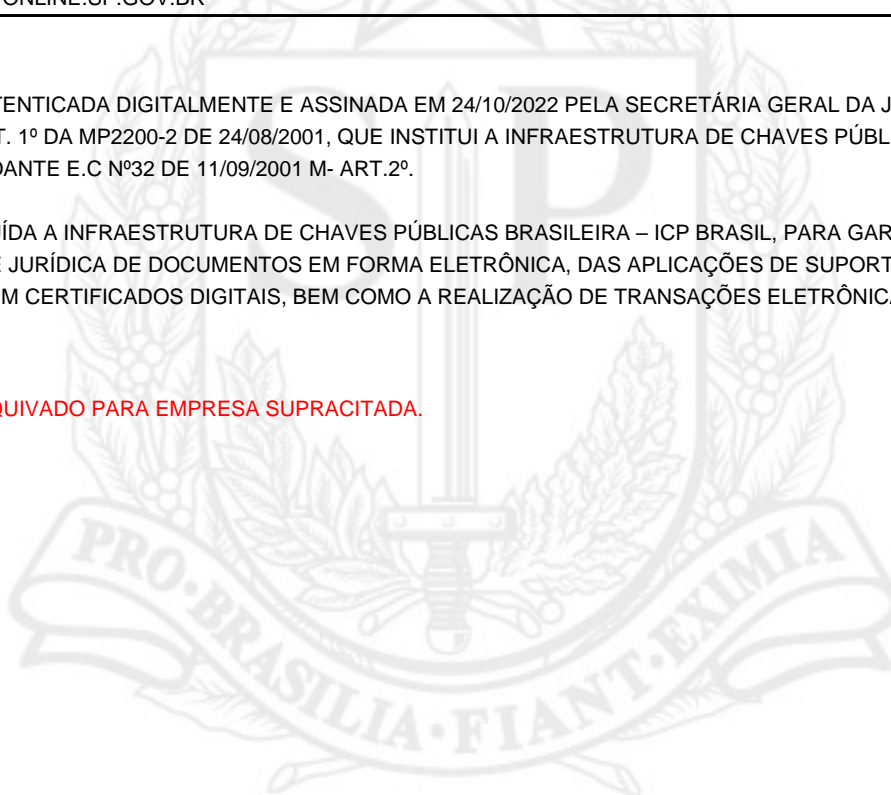 ONLINE.SP.GOV.BR
TENTICADA DIGITALMENTE E ASSINADA EM 24/10/2022 PELA SECRETÁRIA GERAL DA J
T. 1º DA MP2200-2 DE 24/08/2001, QUE INSTITUI A INFRAESTRUTURA DE CHAVES PÚBL
DANTE E.C Nº32 DE 11/09/2001 M- ART.2º.
ÍDA A INFRAESTRUTURA DE CHAVES PÚBLICAS BRASILEIRA – ICP BRASIL, PARA GAR
E JURÍDICA DE DOCUMENTOS EM FORMA ELETRÔNICA, DAS APLICAÇÕES DE SUPORT
M CERTIFICADOS DIGITAIS, BEM COMO A REALIZAÇÃO DE TRANSAÇÕES ELETRÔNICA
QUIVADO PARA EMPRESA SUPRACITADA.
SP
PRO·BRASILIA·FIANT·EXIMIA